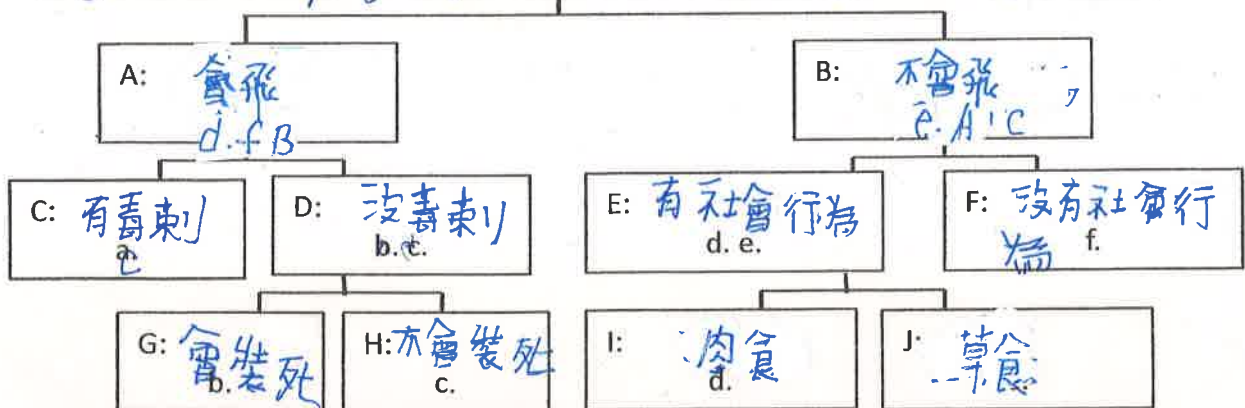 A: 會飛
d. f B
B: 不會飛
e. A, C
C: 有毒刺
a.
D: 沒毒刺
b. c.
E: 有社會行為
d. e.
F: 沒有社會行
為 f.
G: 會裝死
b.
H: 不會裝死
c.
I: 肉食
d.
J: 草食